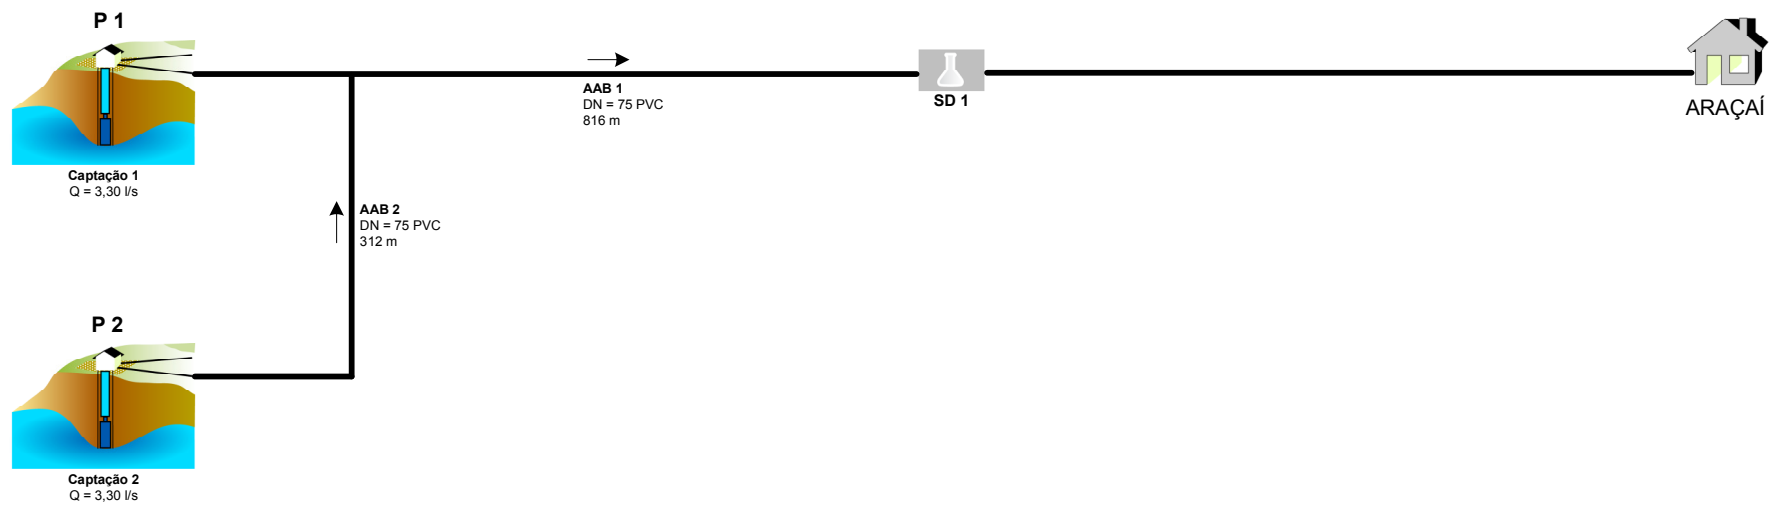 P 1
Captação 1
Q = 3,30 l/s
AAB 1
DN = 75 PVC
816 m
SD 1
ARAÇAÍ
AAB 2
DN = 75 PVC
312 m
P 2
Captação 2
Q = 3,30 l/s